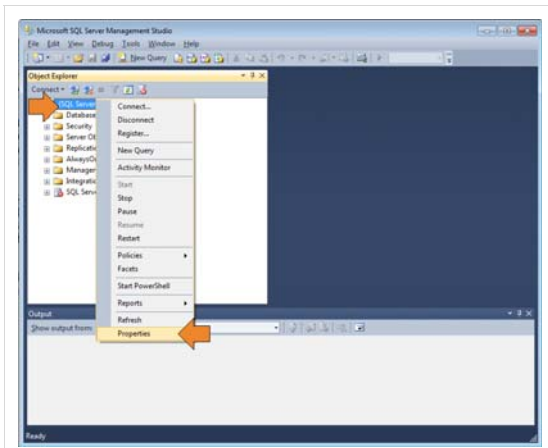 Microsoft SQL Server Management Studio
File Edit View Debug Tools Window Help
New Query
Object Explorer
Connect
(SQL Server
Database
Security
Server Ob
Replicatio
AlwaysO
Manager
Integratio
SQL Serv
Connect...
Disconnect
Register...
New Query
Activity Monitor
Start
Stop
Pause
Resume
Restart
Policies
Facets
Start PowerShell
Reports
Refresh
Properties
Output
Show output from:
Ready